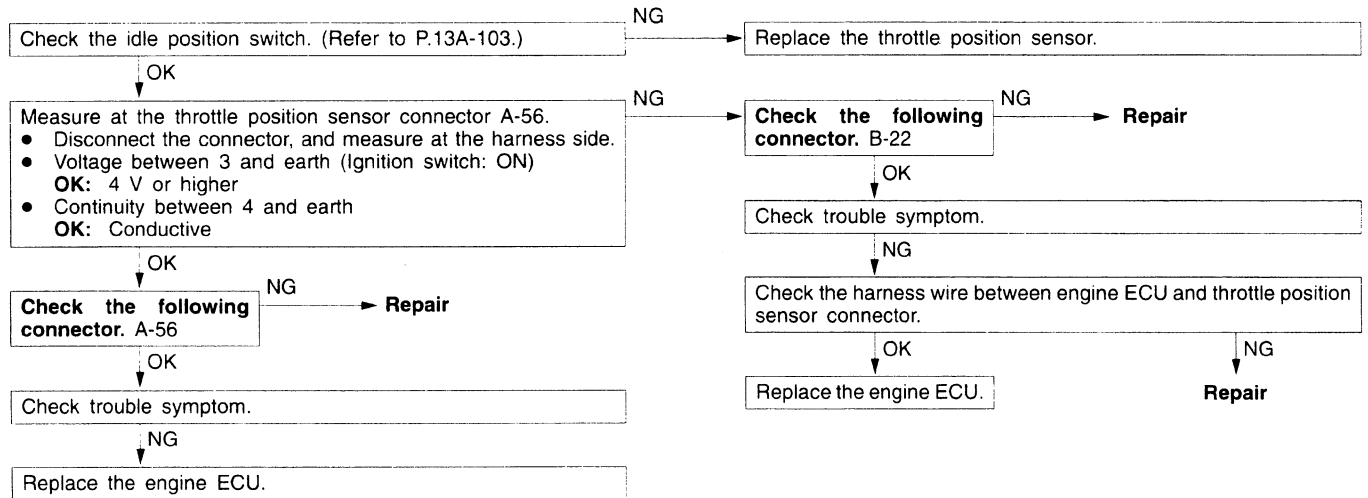 Check the idle position switch. (Refer to P.13A-103.)
NG
Replace the throttle position sensor.
OK
Measure at the throttle position sensor connector A-56.
● Disconnect the connector, and measure at the harness side.
● Voltage between 3 and earth (Ignition switch: ON)
OK: 4 V or higher
● Continuity between 4 and earth
OK: Conductive
NG
Check the following
connector. B-22
NG
Repair
OK
Check trouble symptom.
NG
Check the harness wire between engine ECU and throttle position
sensor connector.
OK
Replace the engine ECU.
NG
Repair
OK
Check the following
connector. A-56
NG
Repair
OK
Check trouble symptom.
NG
Replace the engine ECU.